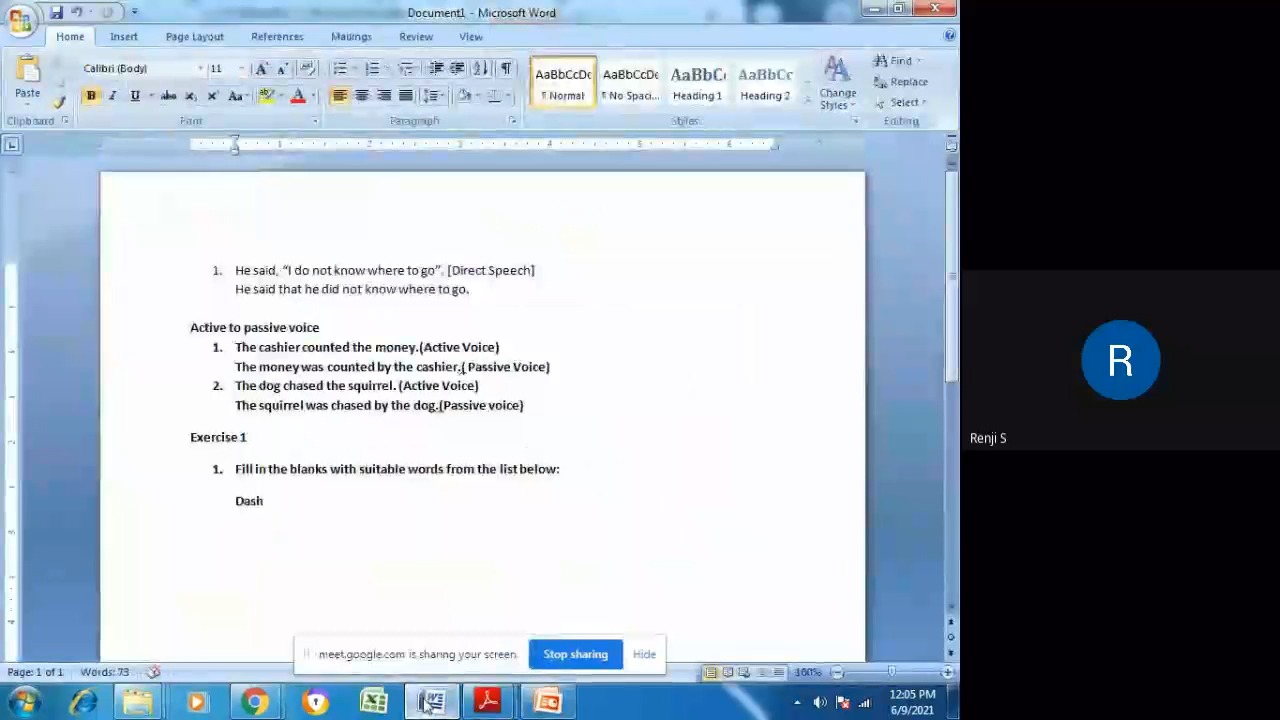 Document1 - Microsoft Word
Home Insert Page Layout References Mailings Review View
Calibri (Body) 11
AaBbCcDc AaBbCcDc AaBbC AaBbCc
Paste
Normal No Spaci... Heading 1 Heading 2
Change Styles
Find
Replace
Select
Clipboard Font Paragraph Styles Editing
1. He said, “I do not know where to go”. [Direct Speech]
He said that he did not know where to go.
Active to passive voice
1. The cashier counted the money.(Active Voice)
The money was counted by the cashier.( Passive Voice)
2. The dog chased the squirrel. (Active Voice)
The squirrel was chased by the dog.(Passive voice)
Exercise 1
1. Fill in the blanks with suitable words from the list below:
Dash
R
Renji S
meet.google.com is sharing your screen. Stop sharing Hide
Page: 1 of 1 Words: 73 100%
12:05 PM
6/9/2021